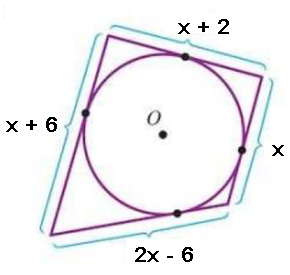 x + 2
O
x + 6
x
2x - 6